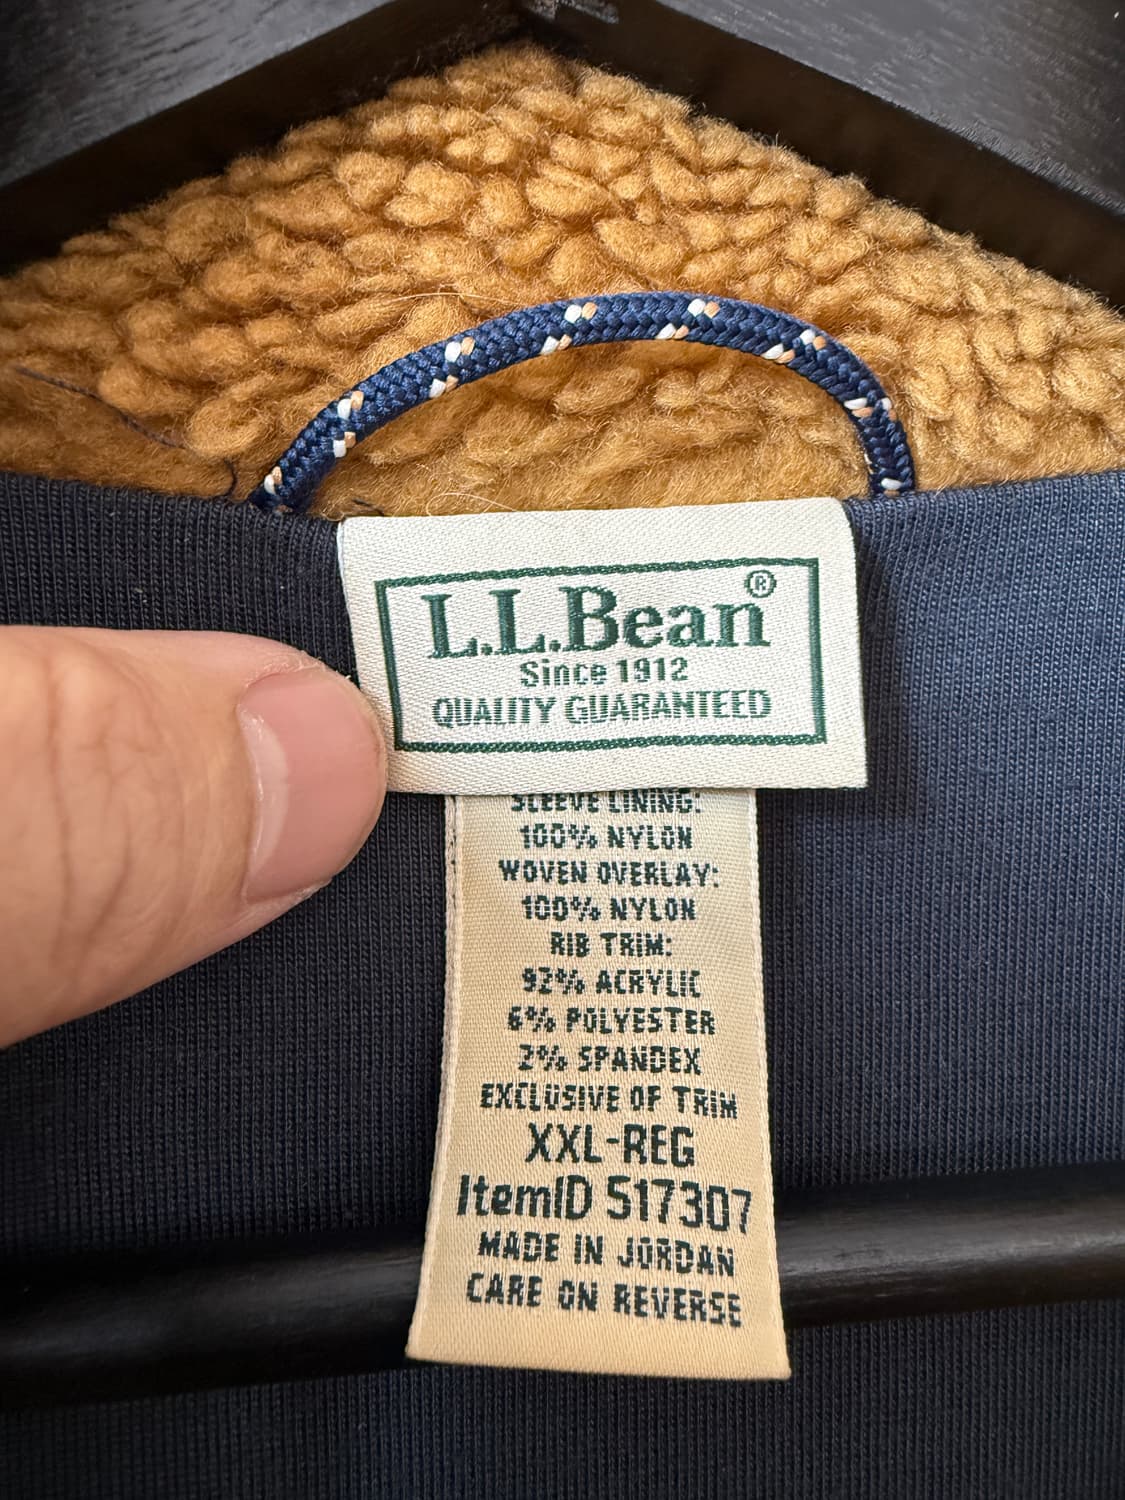 L.L.Bean®
Since 1912
QUALITY GUARANTEED
SLEEVE LINING:
100% NYLON
WOVEN OVERLAY:
100% NYLON
RIB TRIM:
92% ACRYLIC
6% POLYESTER
2% SPANDEX
EXCLUSIVE OF TRIM
XXL-REG
ItemID 517307
MADE IN JORDAN
CARE ON REVERSE